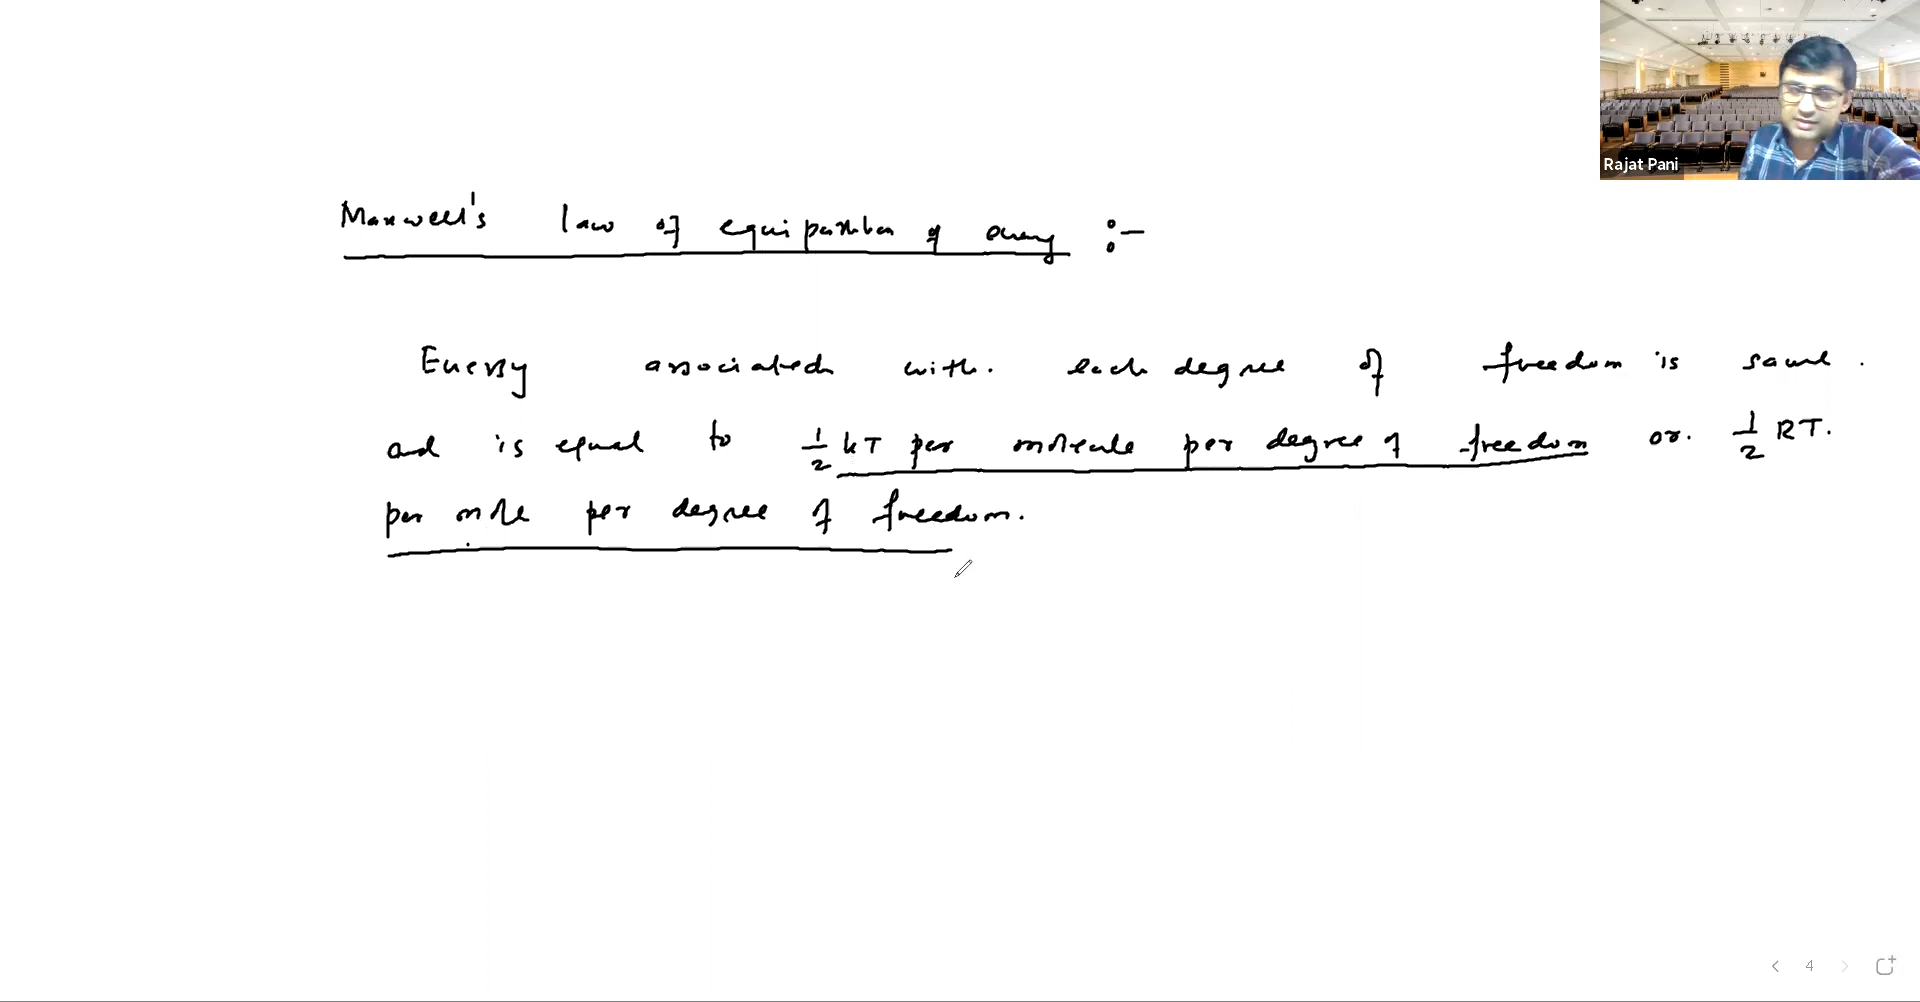 Rajat Pani
Maxwell's law of equipartition of energy :-
Energy associated with. each degree of freedom is same.
and is equal to 1/2 kT per molecule per degree of freedom or. 1/2 RT.
per mole per degree of freedom.
4